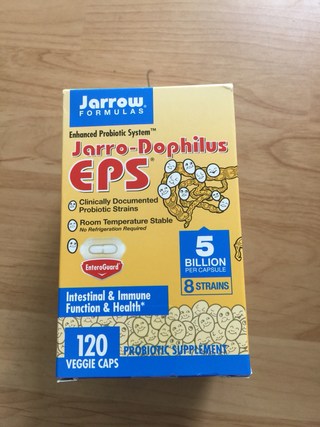 Jarrow
FORMULAS
Enhanced Probiotic System™
Jarro-Dophilus
EPS®
Clinically Documented
Probiotic Strains
Room Temperature Stable
No Refrigeration Required
EnteroGuard
5
BILLION
PER CAPSULE
8 STRAINS
Intestinal & Immune
Function & Health*
120
VEGGIE CAPS
PROBIOTIC SUPPLEMENT